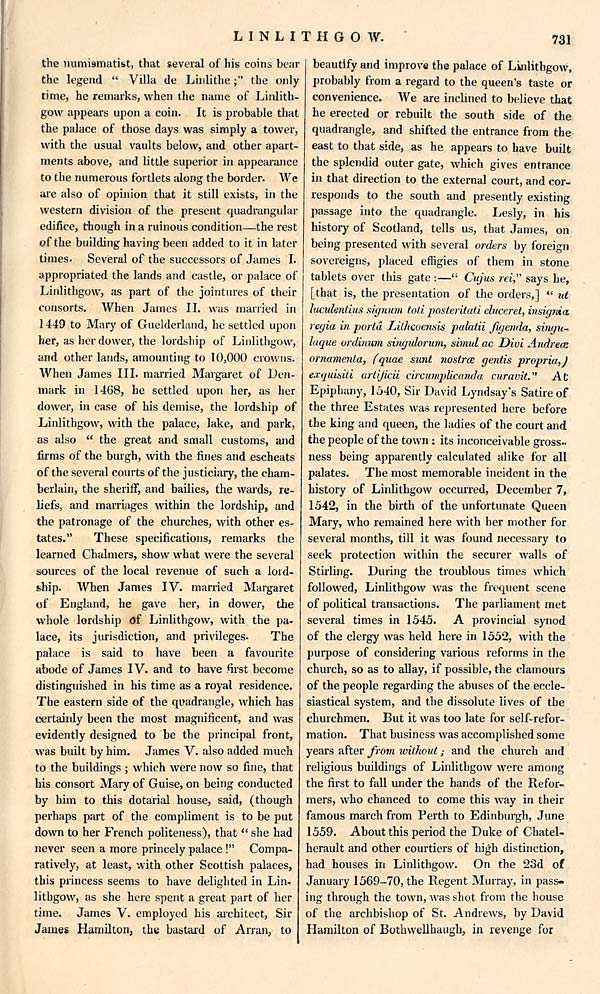 LINLITHGOW.
731
the numismatist, that several of his coins bear
the legend “ Villa de Linlithe ;” the only
time, he remarks, when the name of Linlith-
gow appears upon a coin. It is probable that
the palace of those days was simply a tower,
with the usual vaults below, and other apart-
ments above, and little superior in appearance
to the numerous fortlets along the border. We
are also of opinion that it still exists, in the
western division of the present quadrangular
edifice, though in a ruinous condition—the rest
of the building having been added to it in later
times. Several of the successors of James I.
appropriated the lands and castle, or palace of
Linlithgow, as part of the jointures of their
consorts. When James II. was married in
1449 to Mary of Guelderland, he settled upon
her, as her dower, the lordship of Linlithgow,
and other lands, amounting to 10,000 crowns.
When James III. married Margaret of Den-
mark in 1468, he settled upon her, as her
dower, in case of his demise, the lordship of
Linlithgow, with the palace, lake, and park,
as also “ the great and small customs, and
firms of the burgh, with the fines and escheats
of the several courts of the justiciary, the cham-
berlain, the sheriff, and bailies, the wards, re-
liefs, and marriages within the lordship, and
the patronage of the churches, with other es-
tates.” These specifications, remarks the
learned Chalmers, show what were the several
sources of the local revenue of such a lord-
ship. When James IV. married Margaret
of England, he gave her, in dower, the
whole lordship of Linlithgow, with the pa-
lace, its jurisdiction, and privileges. The
palace is said to have been a favourite
abode of James IV. and to have first become
distinguished in his time as a royal residence.
The eastern side of the quadrangle, which has
certainly been the most magnificent, and was
evidently designed to be the principal front,
was built by him. James V. also added much
to the buildings ; which were now so fine, that
his consort Mary of Guise, on being conducted
by him to this dotarial house, said, (though
perhaps part of the compliment is to be put
down to her French politeness), that “ she had
never seen a more princely palace !” Compa-
ratively, at least, with other Scottish palaces,
this princess seems to have delighted in Lin-
lithgow, as she here spent a great part of her
time. James V. employed his architect, Sir
James Hamilton, the bastard of Arran, to
beautify and improve the palace of Linlithgow,
probably from a regard to the queen's taste or
convenience. We are inclined to believe that
he erected or rebuilt the south side of the
quadrangle, and shifted the entrance from the
east to that side, as he appears to have built
the splendid outer gate, which gives entrance
in that direction to the external court, and cor-
responds to the south and presently existing
passage into the quadrangle. Lesly, in his
history of Scotland, tells us, that James, on
being presented with several orders by foreign
sovereigns, placed effigies of them in stone
tablets over this gate :—“ Cujus rei,” says he,
[that is, the presentation of the orders,] “ ut
luculentius signum toti posteritati eluceret, insignia
regia in portâ Lithcoensis palatii figenda, singu-
laque ordinum singulorum, simul ac Divi Andreæ
ornamenta, (quae sunt nostræ gentis propria,)
exquisiti artificii circumplicanda curavit.” At
Epiphany, 1540, Sir David Lyndsay's Satire of
the three Estates was represented here before
the king and queen, the ladies of the court and
the people of the town : its inconceivable gross-
ness being apparently calculated alike for all
palates. The most memorable incident in the
history of Linlithgow occurred, December 7,
1542, in the birth of the unfortunate Queen
Mary, who remained here with her mother for
several months, till it was found necessary to
seek protection within the securer walls of
Stirling. During the troublous times which
followed, Linlithgow was the frequent scene
of political transactions. The parliament met
several times in 1545. A provincial synod
of the clergy was held here in 1552, with the
purpose of considering various reforms in the
church, so as to allay, if possible, the clamours
of the people regarding the abuses of the eccle-
siastical system, and the dissolute lives of the
churchmen. But it was too late for self-refor-
mation. That business was accomplished some
years after from without ; and the church and
religious buildings of Linlithgow were among
the first to fall under the hands of the Refor-
mers, who chanced to come this way in their
famous march from Perth to Edinburgh, June
1559. About this period the Duke of Chatel-
herault and other courtiers of high distinction,
had houses in Linlithgow. On the 23d of
January 1569-70, the Regent Murray, in pass-
ing through the town, was shot from the house
of the archbishop of St. Andrews, by David
Hamilton of Bothwellhaugh, in revenge for